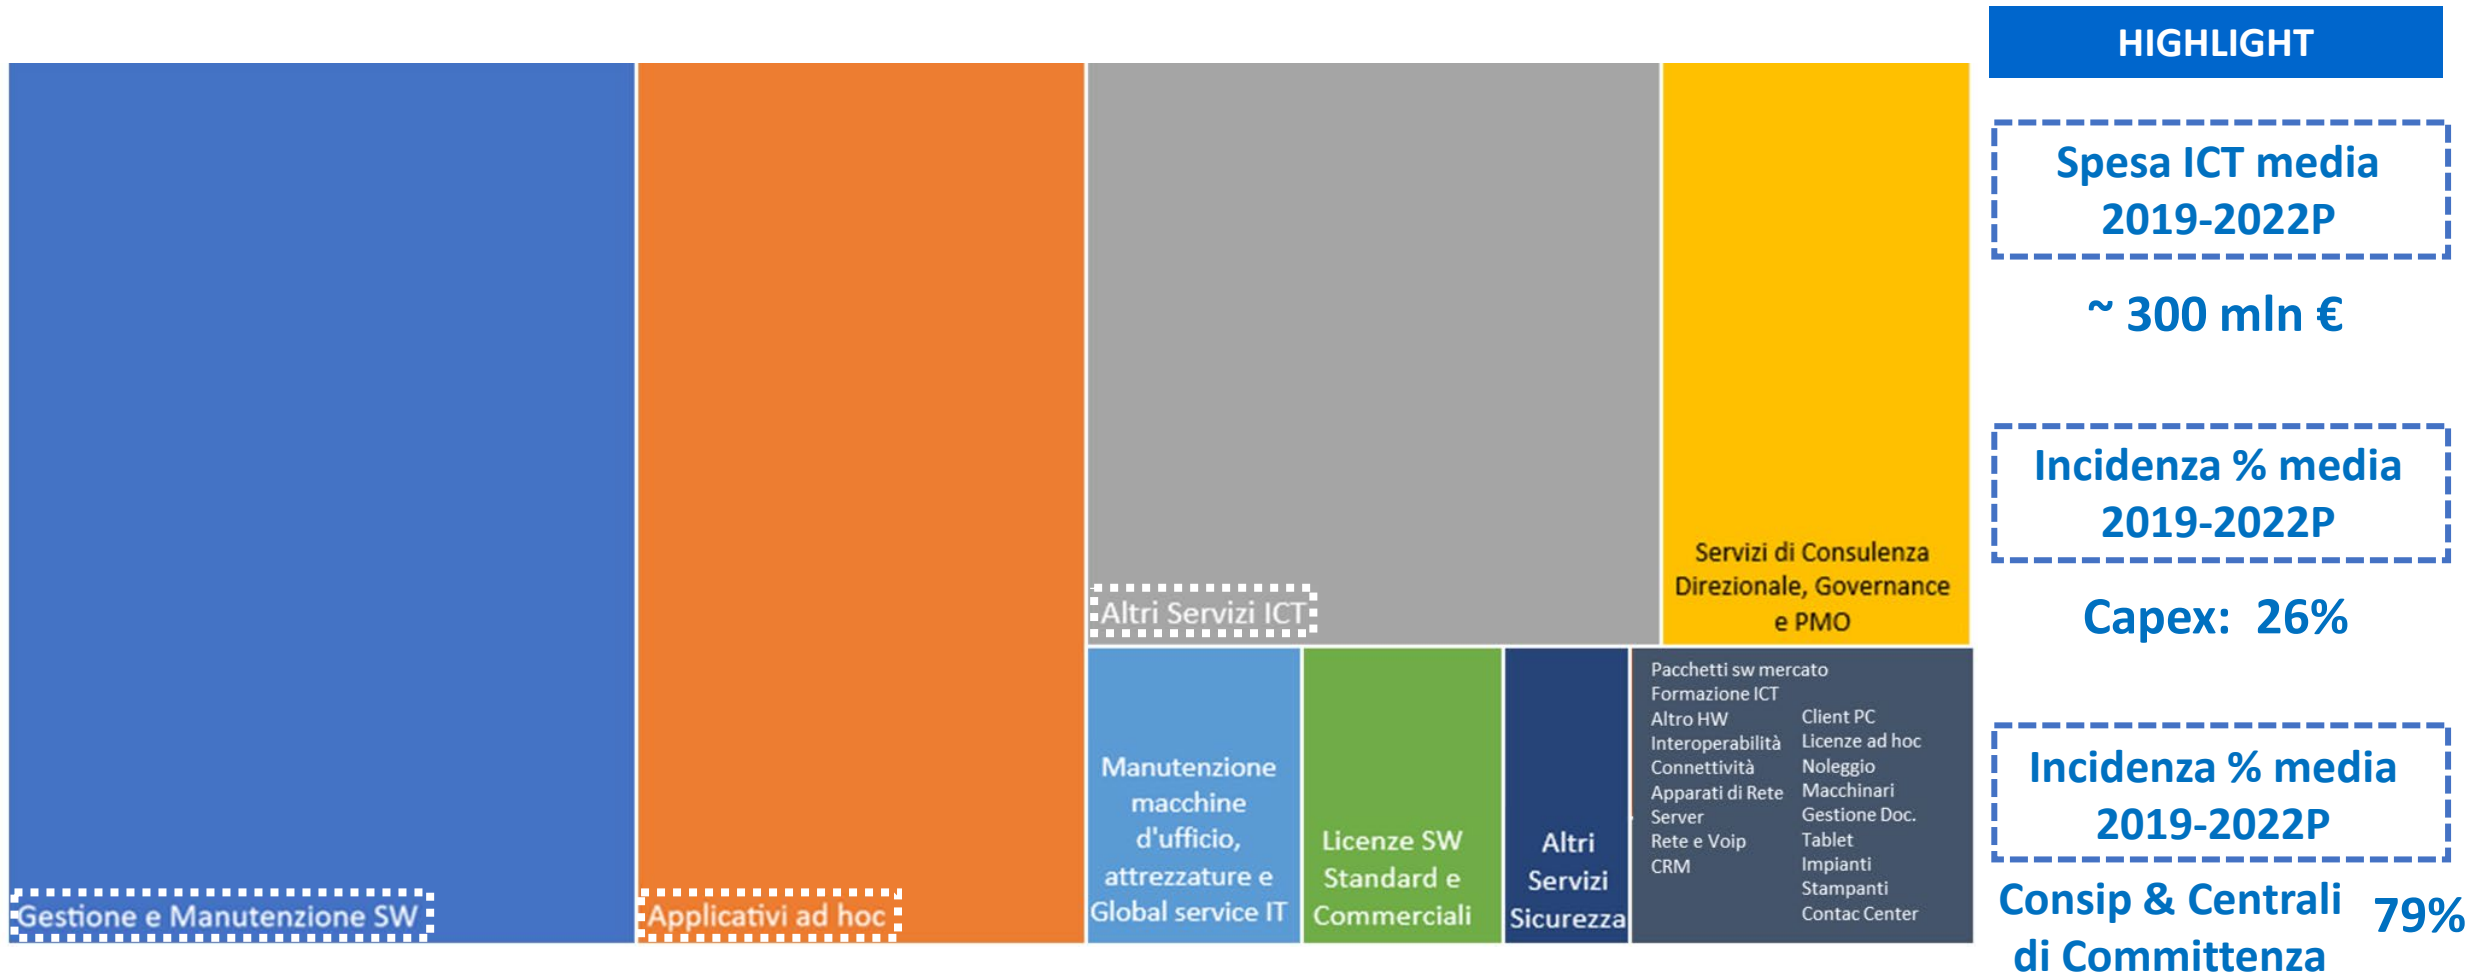 Gestione e Manutenzione SW
Applicativi ad hoc
Altri Servizi ICT
Servizi di Consulenza
Direzionale, Governance
e PMO
Manutenzione
macchine
d'ufficio,
attrezzature e
Global service IT
Licenze SW
Standard e
Commerciali
Altri
Servizi
Sicurezza
Pacchetti sw mercato
Formazione ICT
Altro HW
Interoperabilità
Connettività
Apparati di Rete
Server
Rete e Voip
CRM
Client PC
Licenze ad hoc
Noleggio
Macchinari
Gestione Doc.
Tablet
Impianti
Stampanti
Contac Center
HIGHLIGHT
Spesa ICT media
2019-2022P
~ 300 mln €
Incidenza % media
2019-2022P
Capex: 26%
Incidenza % media
2019-2022P
Consip & Centrali
di Committenza
79%